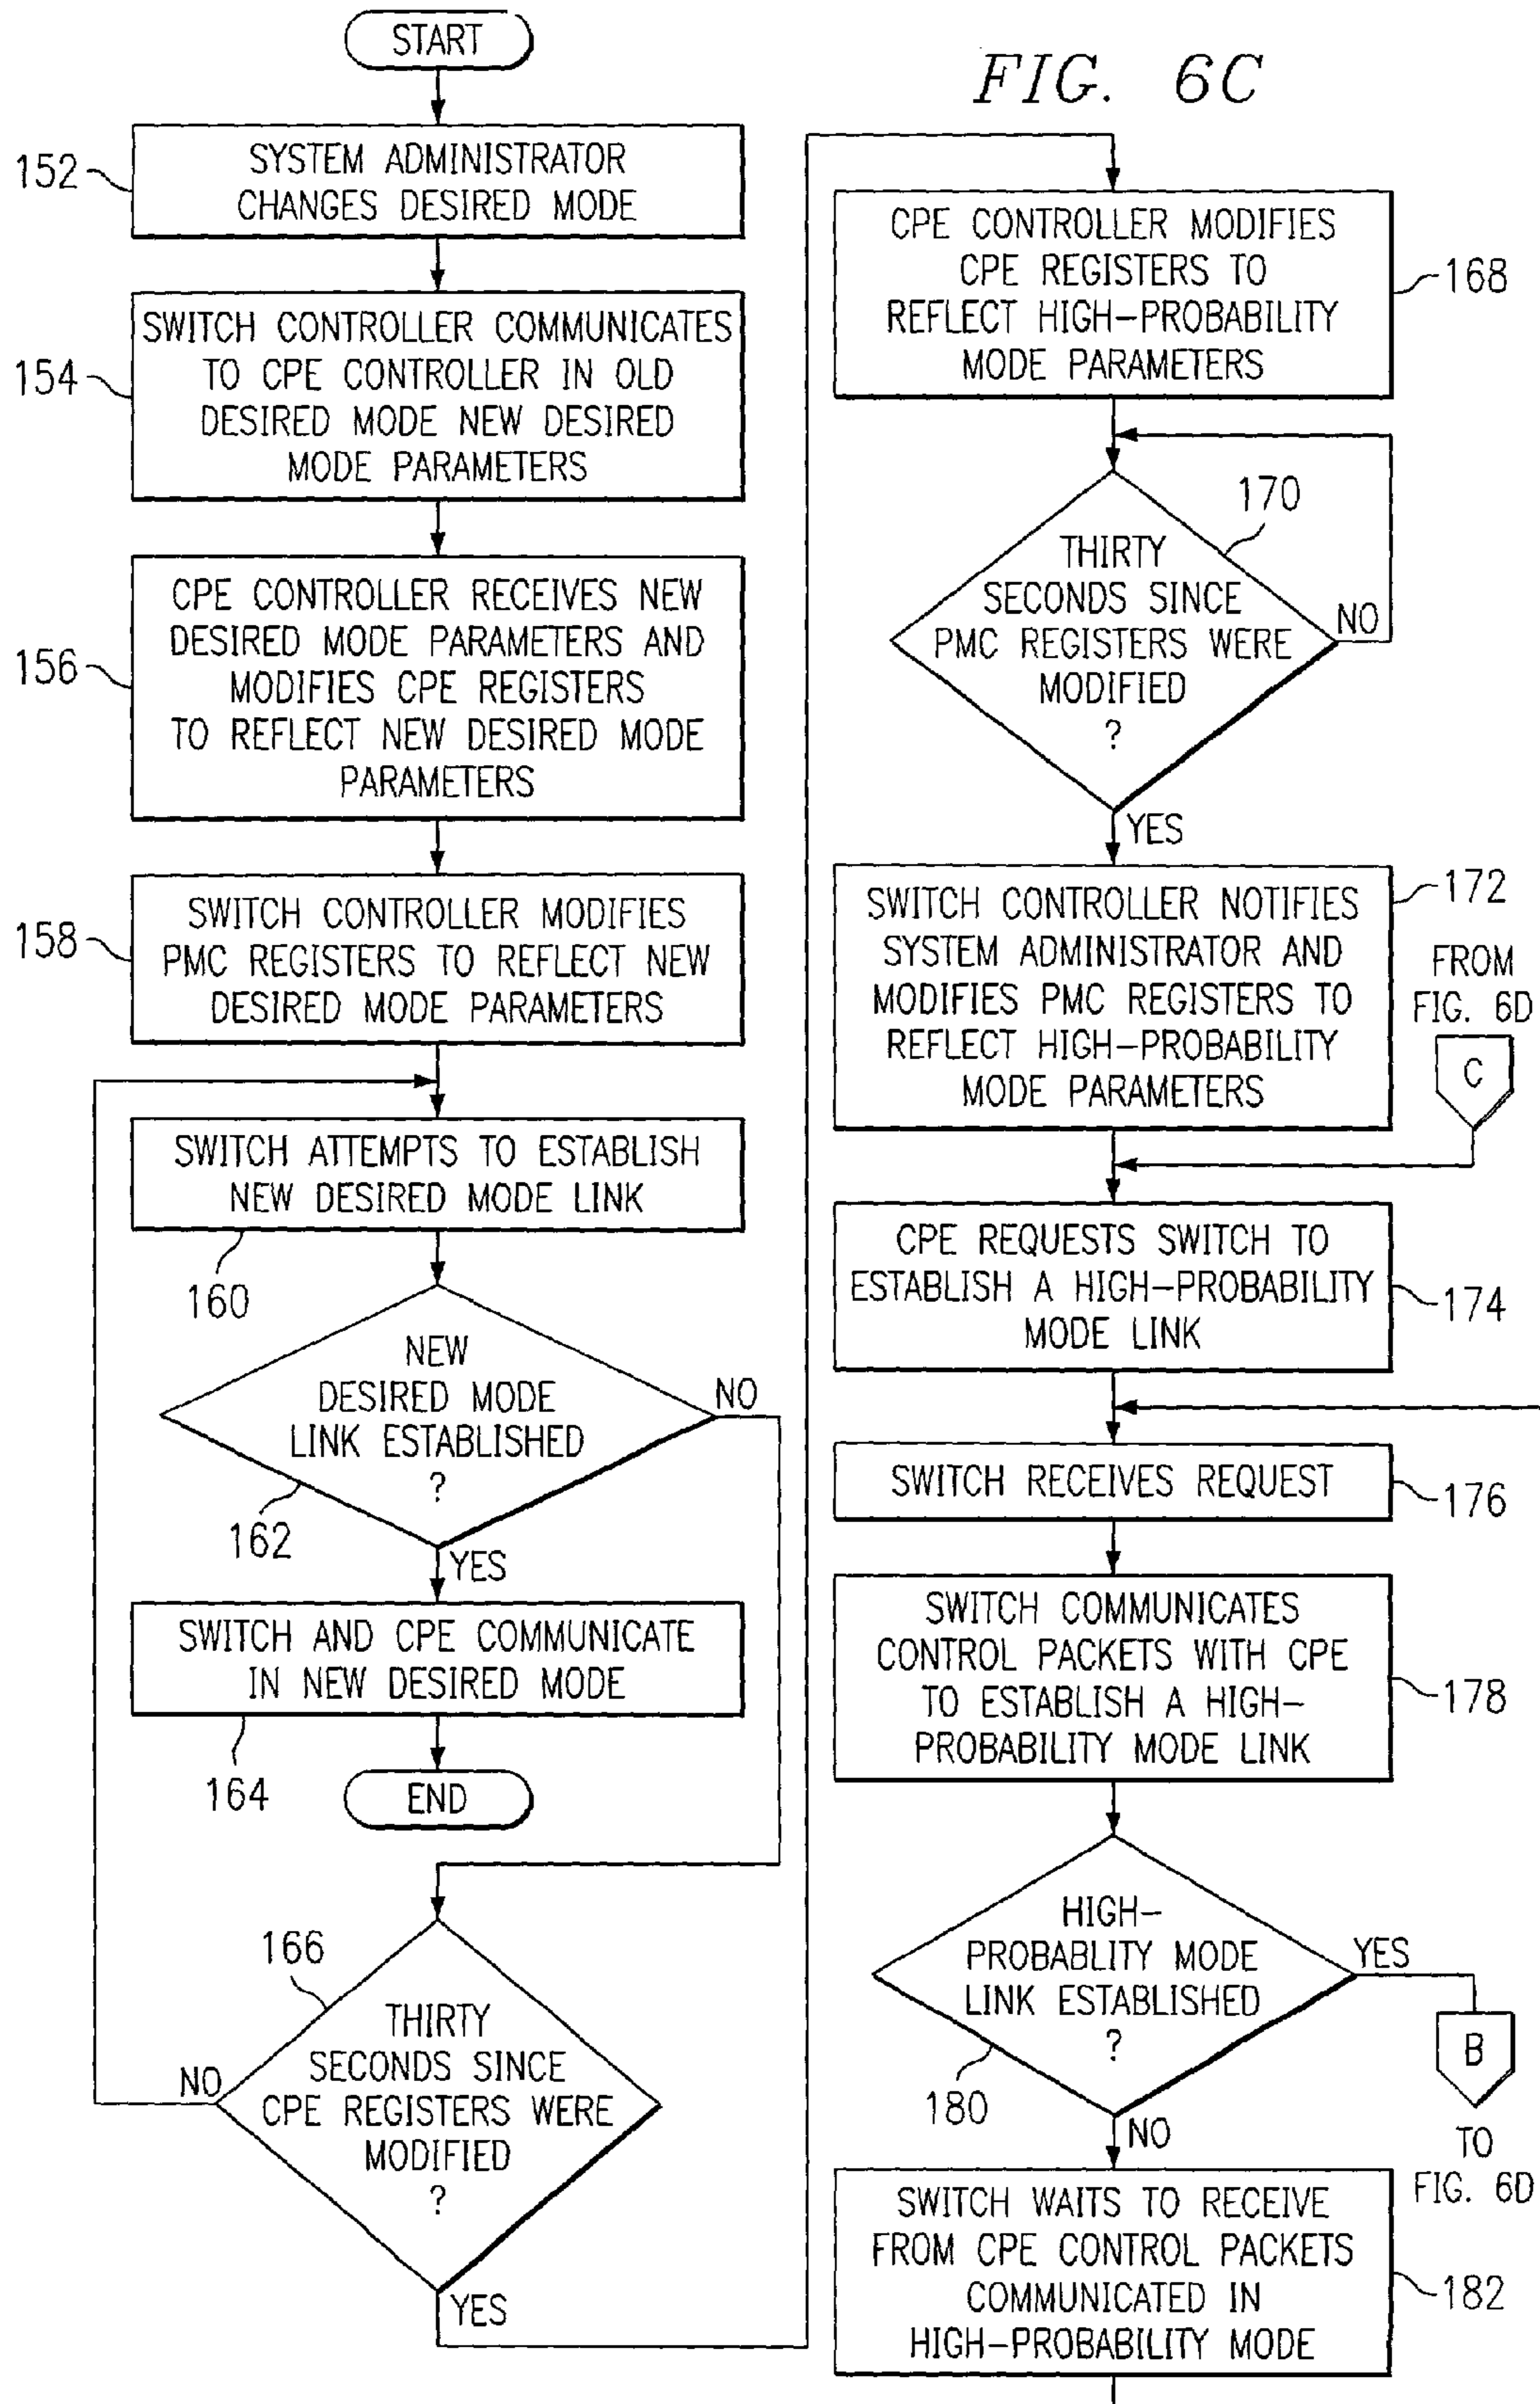 START
FIG. 6C
152
SYSTEM ADMINISTRATOR
CHANGES DESIRED MODE
154
SWITCH CONTROLLER COMMUNICATES
TO CPE CONTROLLER IN OLD
DESIRED MODE NEW DESIRED
MODE PARAMETERS
156
CPE CONTROLLER RECEIVES NEW
DESIRED MODE PARAMETERS AND
MODIFIES CPE REGISTERS
TO REFLECT NEW DESIRED MODE
PARAMETERS
158
SWITCH CONTROLLER MODIFIES
PMC REGISTERS TO REFLECT NEW
DESIRED MODE PARAMETERS
SWITCH ATTEMPTS TO ESTABLISH
NEW DESIRED MODE LINK
160
NEW
DESIRED MODE
LINK ESTABLISHED
?
NO
162
YES
SWITCH AND CPE COMMUNICATE
IN NEW DESIRED MODE
164
END
166
THIRTY
SECONDS SINCE
CPE REGISTERS WERE
MODIFIED
?
NO
YES
CPE CONTROLLER MODIFIES
CPE REGISTERS TO
REFLECT HIGH-PROBABILITY
MODE PARAMETERS
168
170
THIRTY
SECONDS SINCE
PMC REGISTERS WERE
MODIFIED
?
NO
YES
SWITCH CONTROLLER NOTIFIES
SYSTEM ADMINISTRATOR AND
MODIFIES PMC REGISTERS TO
REFLECT HIGH-PROBABILITY
MODE PARAMETERS
172
FROM
FIG. 6D
C
CPE REQUESTS SWITCH TO
ESTABLISH A HIGH-PROBABILITY
MODE LINK
174
SWITCH RECEIVES REQUEST
176
SWITCH COMMUNICATES
CONTROL PACKETS WITH CPE
TO ESTABLISH A HIGH-
PROBABILITY MODE LINK
178
HIGH-
PROBABLITY MODE
LINK ESTABLISHED
?
YES
180
NO
B
TO
FIG. 6D
SWITCH WAITS TO RECEIVE
FROM CPE CONTROL PACKETS
COMMUNICATED IN
HIGH-PROBABILITY MODE
182